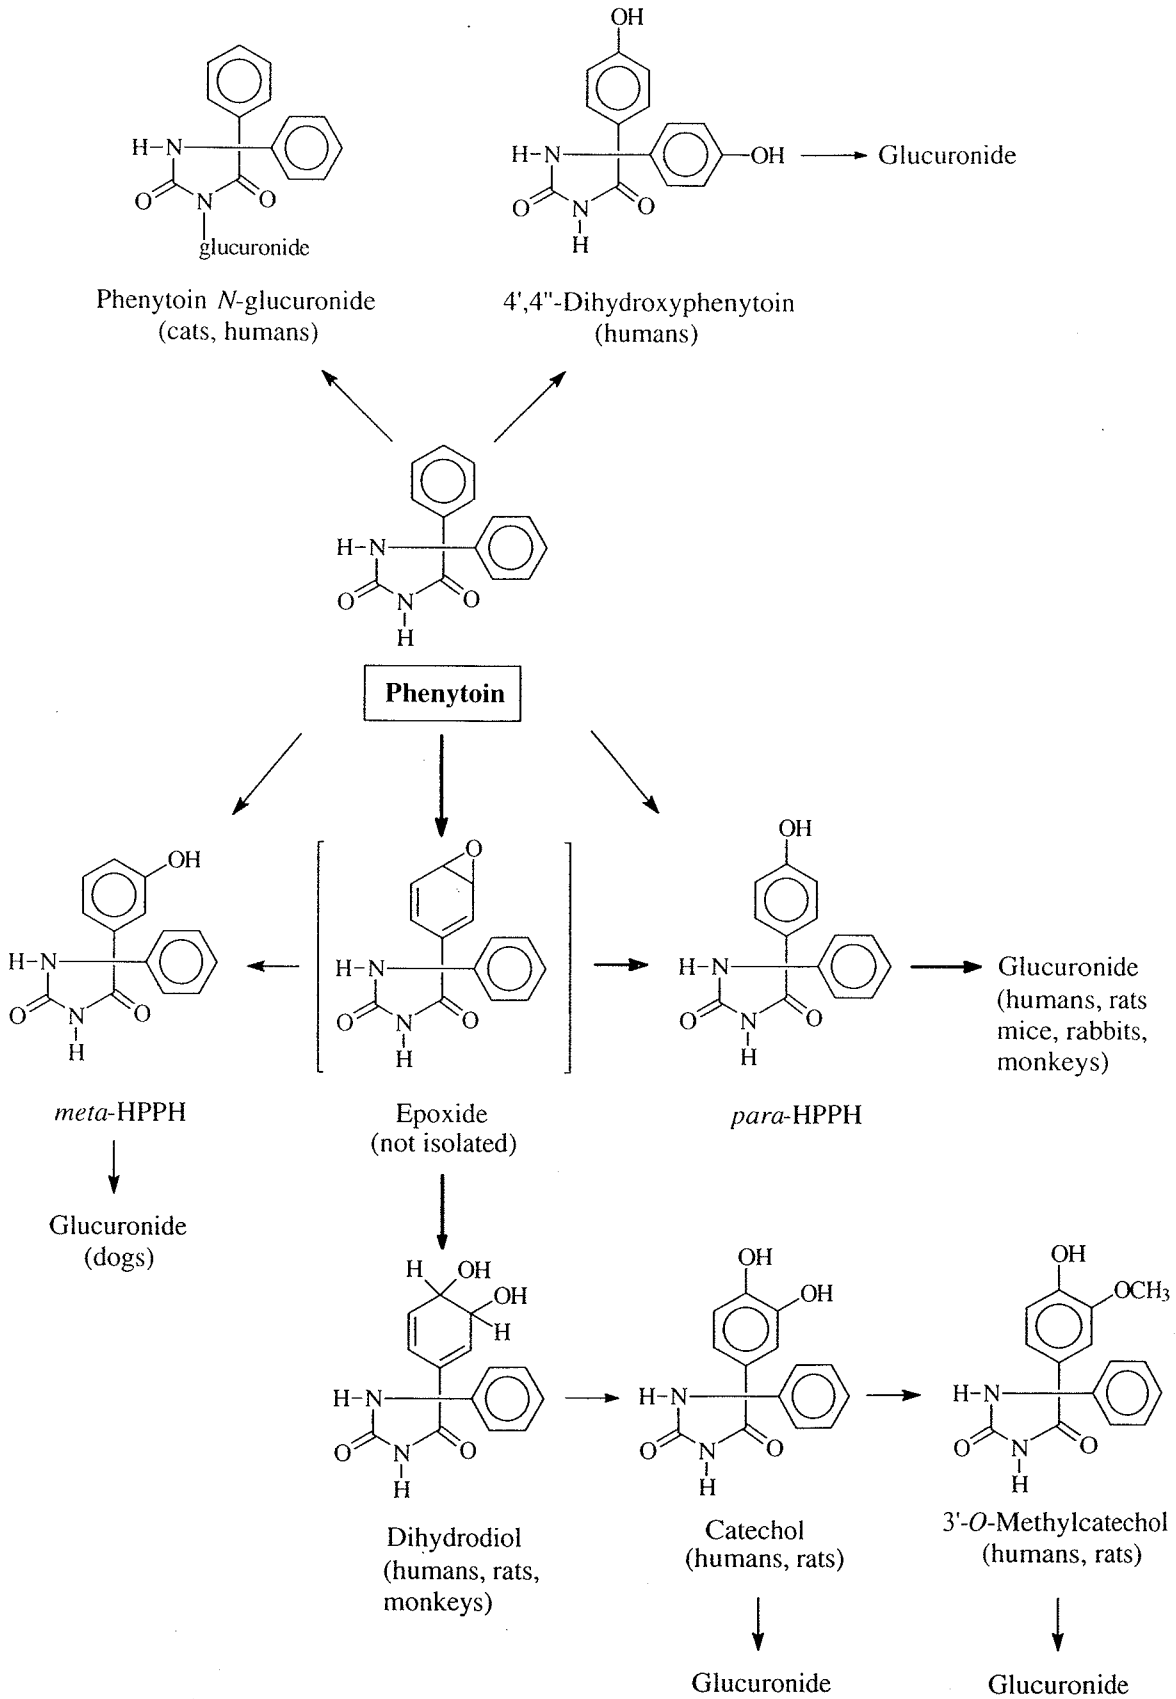 OH
H–N
O
N
O
glucuronide
Phenytoin N-glucuronide
(cats, humans)
H–N
OH
Glucuronide
O
N
O
H
4',4''-Dihydroxyphenytoin
(humans)
H–N
O
N
O
H
Phenytoin
OH
H–N
O
N
O
H
meta-HPPH
Glucuronide
(dogs)
O
H–N
O
N
O
H
Epoxide
(not isolated)
OH
H–N
O
N
O
H
para-HPPH
Glucuronide
(humans, rats
mice, rabbits,
monkeys)
H
OH
OH
H
H–N
O
N
O
H
Dihydrodiol
(humans, rats,
monkeys)
OH
OH
H–N
O
N
O
H
Catechol
(humans, rats)
Glucuronide
OH
OCH3
H–N
O
N
O
H
3'-O-Methylcatechol
(humans, rats)
Glucuronide